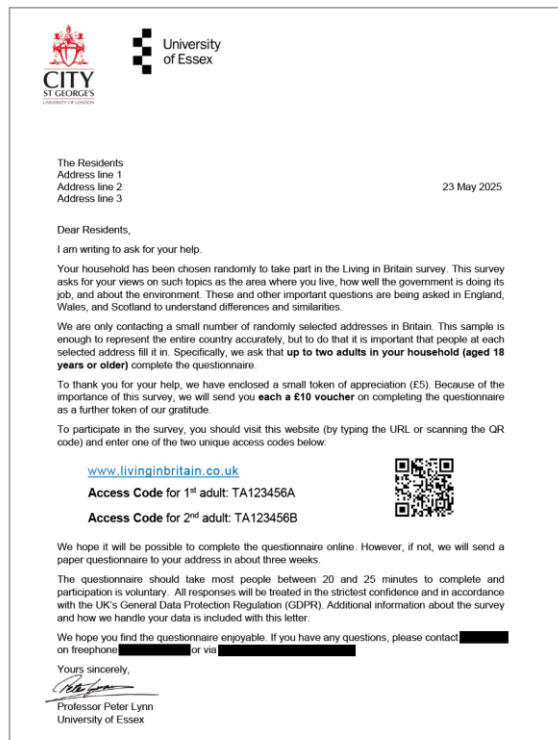 CITY
ST GEORGE'S
UNIVERSITY OF LONDON
University
of Essex
The Residents
Address line 1
Address line 2
23 May 2025
Address line 3
Dear Residents,
I am writing to ask for your help.
Your household has been chosen randomly to take part in the Living in Britain survey. This survey
asks for your views on such topics as the area where you live, how well the government is doing its
job, and about the environment. These and other important questions are being asked in England,
Wales, and Scotland to understand differences and similarities.
We are only contacting a small number of randomly selected addresses in Britain. This sample is
enough to represent the entire country accurately, but to do that it is important that people at each
selected address fill it in. Specifically, we ask that up to two adults in your household (aged 18
years or older) complete the questionnaire.
To thank you for your help, we have enclosed a small token of appreciation (£5). Because of the
importance of this survey, we will send you each a £10 voucher on completing the questionnaire
as a further token of our gratitude.
To participate in the survey, you should visit this website (by typing the URL or scanning the QR
code) and enter one of the two unique access codes below:
www.livinginbritain.co.uk
Access Code for 1st adult: TA123456A
Access Code for 2nd adult: TA123456B
We hope it will be possible to complete the questionnaire online. However, if not, we will send a
paper questionnaire to your address in about three weeks.
The questionnaire should take most people between 20 and 25 minutes to complete and
participation is voluntary. All responses will be treated in the strictest confidence and in accordance
with the UK's General Data Protection Regulation (GDPR). Additional information about the survey
and how we handle your data is included with this letter.
We hope you find the questionnaire enjoyable. If you have any questions, please contact
on freephone or via
Yours sincerely,
Peter Lynn
Professor Peter Lynn
University of Essex